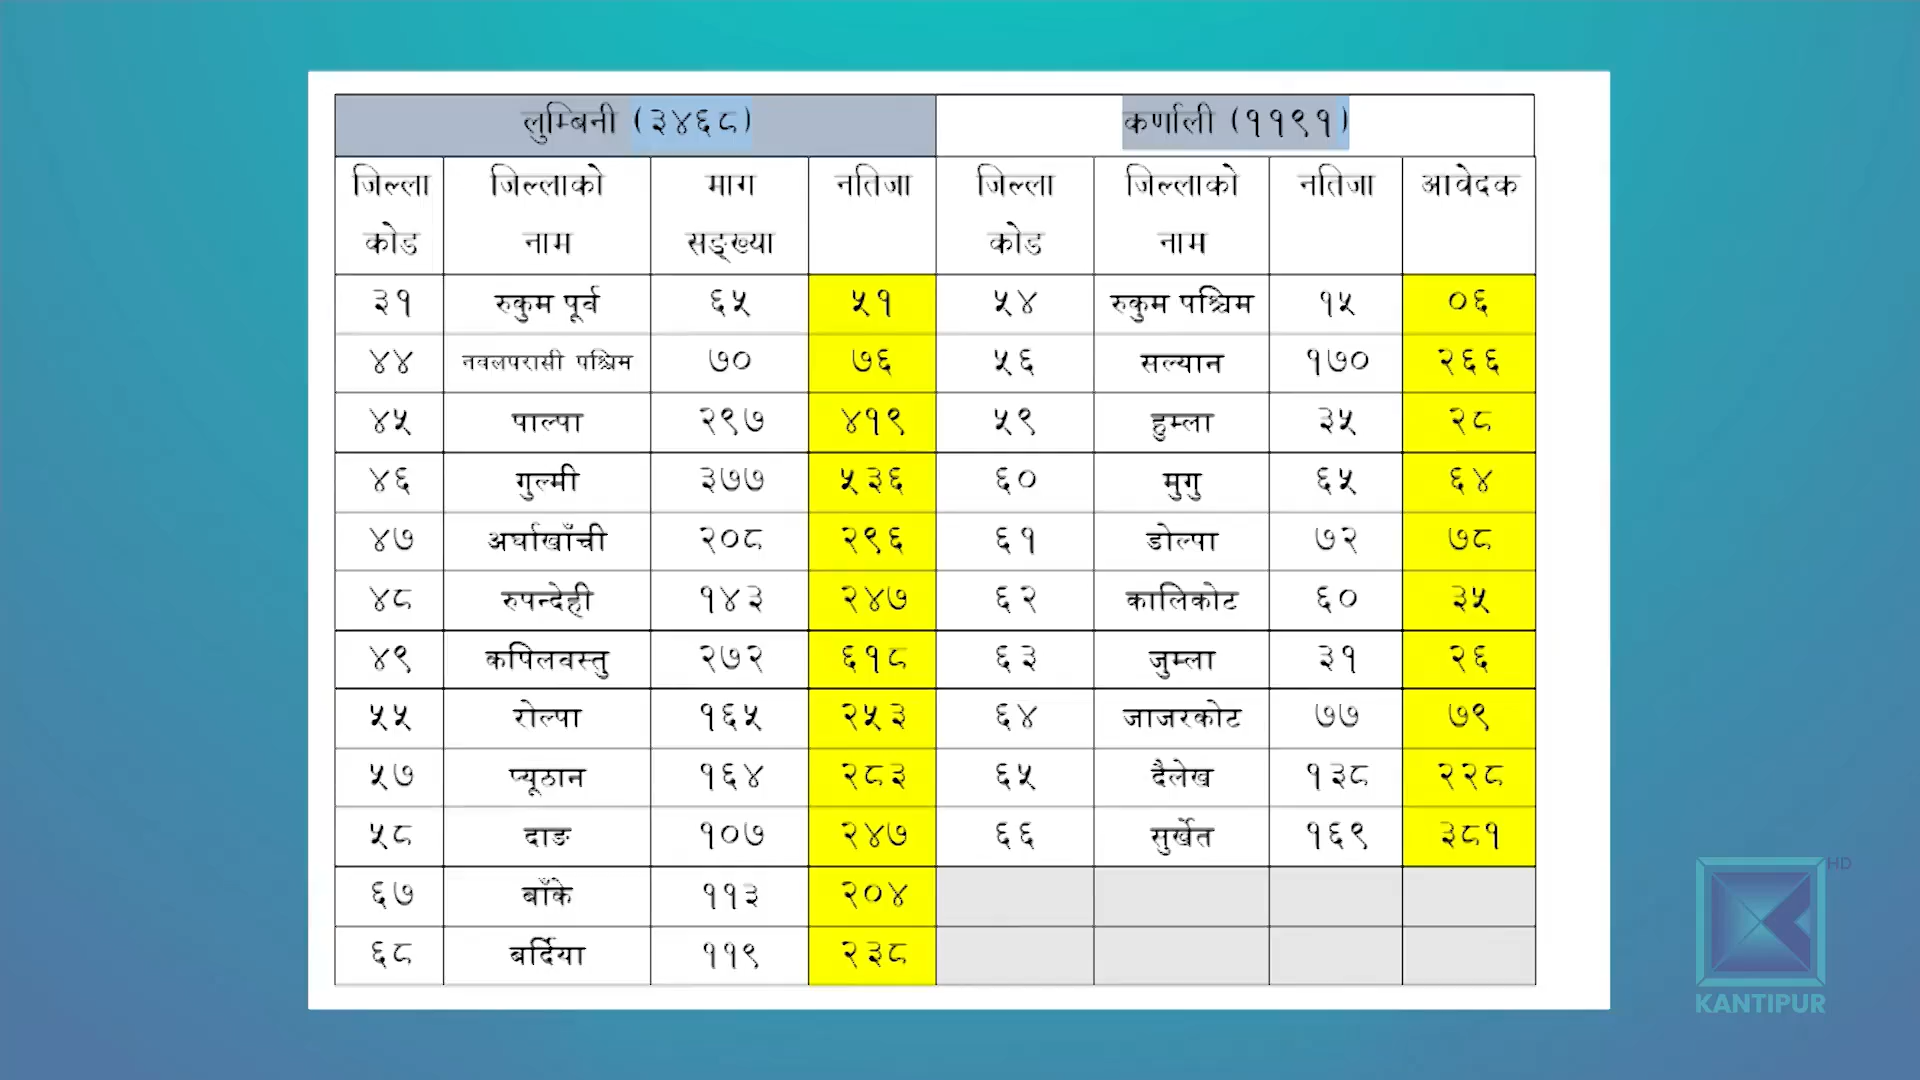 लुम्बिनी (३४६८) कर्णाली (११९१)
जिल्ला कोड जिल्लाको नाम माग सङ्ख्या नतिजा जिल्ला कोड जिल्लाको नाम नतिजा आवेदक
३१ रुकुम पूर्व ६५ ५१ ५४ रुकुम पश्चिम १५ ०६
४४ नवलपरासी पश्चिम ७० ७६ ५६ सल्यान १७० २६६
४५ पाल्पा २९७ ४१९ ५९ हुम्ला ३५ २८
४६ गुल्मी ३७७ ५३६ ६० मुगु ६५ ६४
४७ अर्घाखाँची २०८ २९६ ६१ डोल्पा ७२ ७८
४८ रुपन्देही १४३ २४७ ६२ कालिकोट ६० ३५
४९ कपिलवस्तु २७२ ६१८ ६३ जुम्ला ३१ २६
५५ रोल्पा १६५ २५३ ६४ जाजरकोट ७७ ७९
५७ प्यूठान १६४ २८३ ६५ दैलेख १३८ २२८
५८ दाङ १०७ २४७ ६६ सुर्खेत १६९ ३८१
६७ बाँके ११३ २०४
६८ बर्दिया ११९ २३८
HD
KANTIPUR